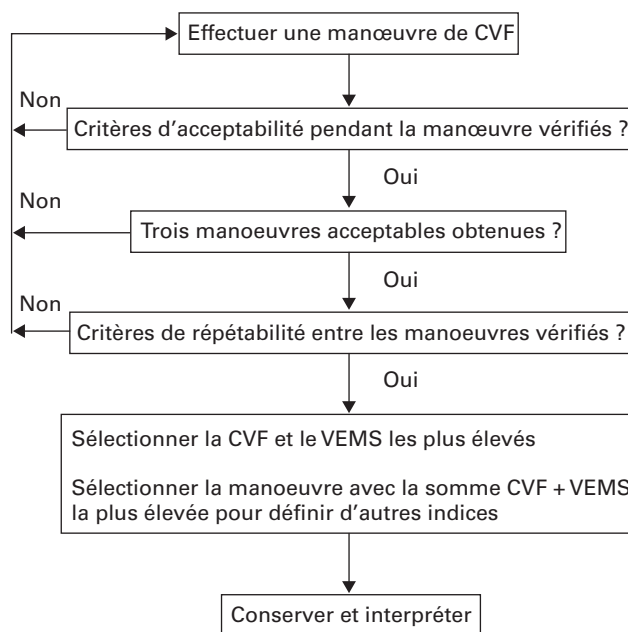 Effectuer une manœuvre de CVF
Non
Critères d'acceptabilité pendant la manœuvre vérifiés ?
Oui
Non
Trois manoeuvres acceptables obtenues ?
Oui
Non
Critères de répétabilité entre les manoeuvres vérifiés ?
Oui
Sélectionner la CVF et le VEMS les plus élevés
Sélectionner la manoeuvre avec la somme CVF + VEMS
la plus élevée pour définir d'autres indices
Conserver et interpréter